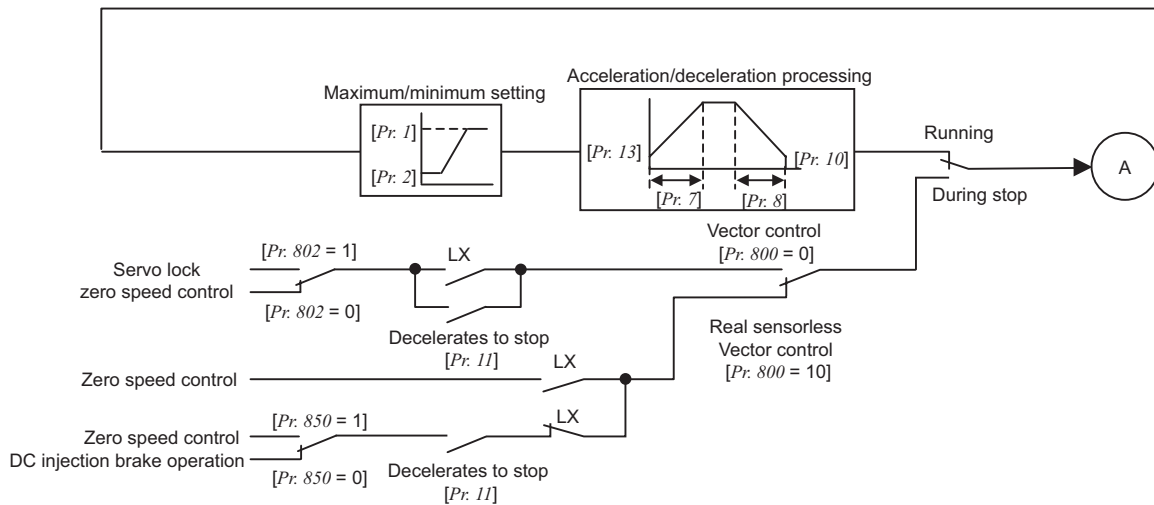 Acceleration/deceleration processing
Maximum/minimum setting
[Pr. 1]
[Pr. 2]
[Pr. 13]
[Pr. 10]
[Pr. 7]
[Pr. 8]
Running
A
During stop
Vector control
[Pr. 800 = 0]
[Pr. 802 = 1]
LX
Servo lock
zero speed control
[Pr. 802 = 0]
Decelerates to stop
[Pr. 11]
Real sensorless
Vector control
[Pr. 800 = 10]
LX
Zero speed control
[Pr. 850 = 1]
LX
Zero speed control
DC injection brake operation
[Pr. 850 = 0]
Decelerates to stop
[Pr. 11]